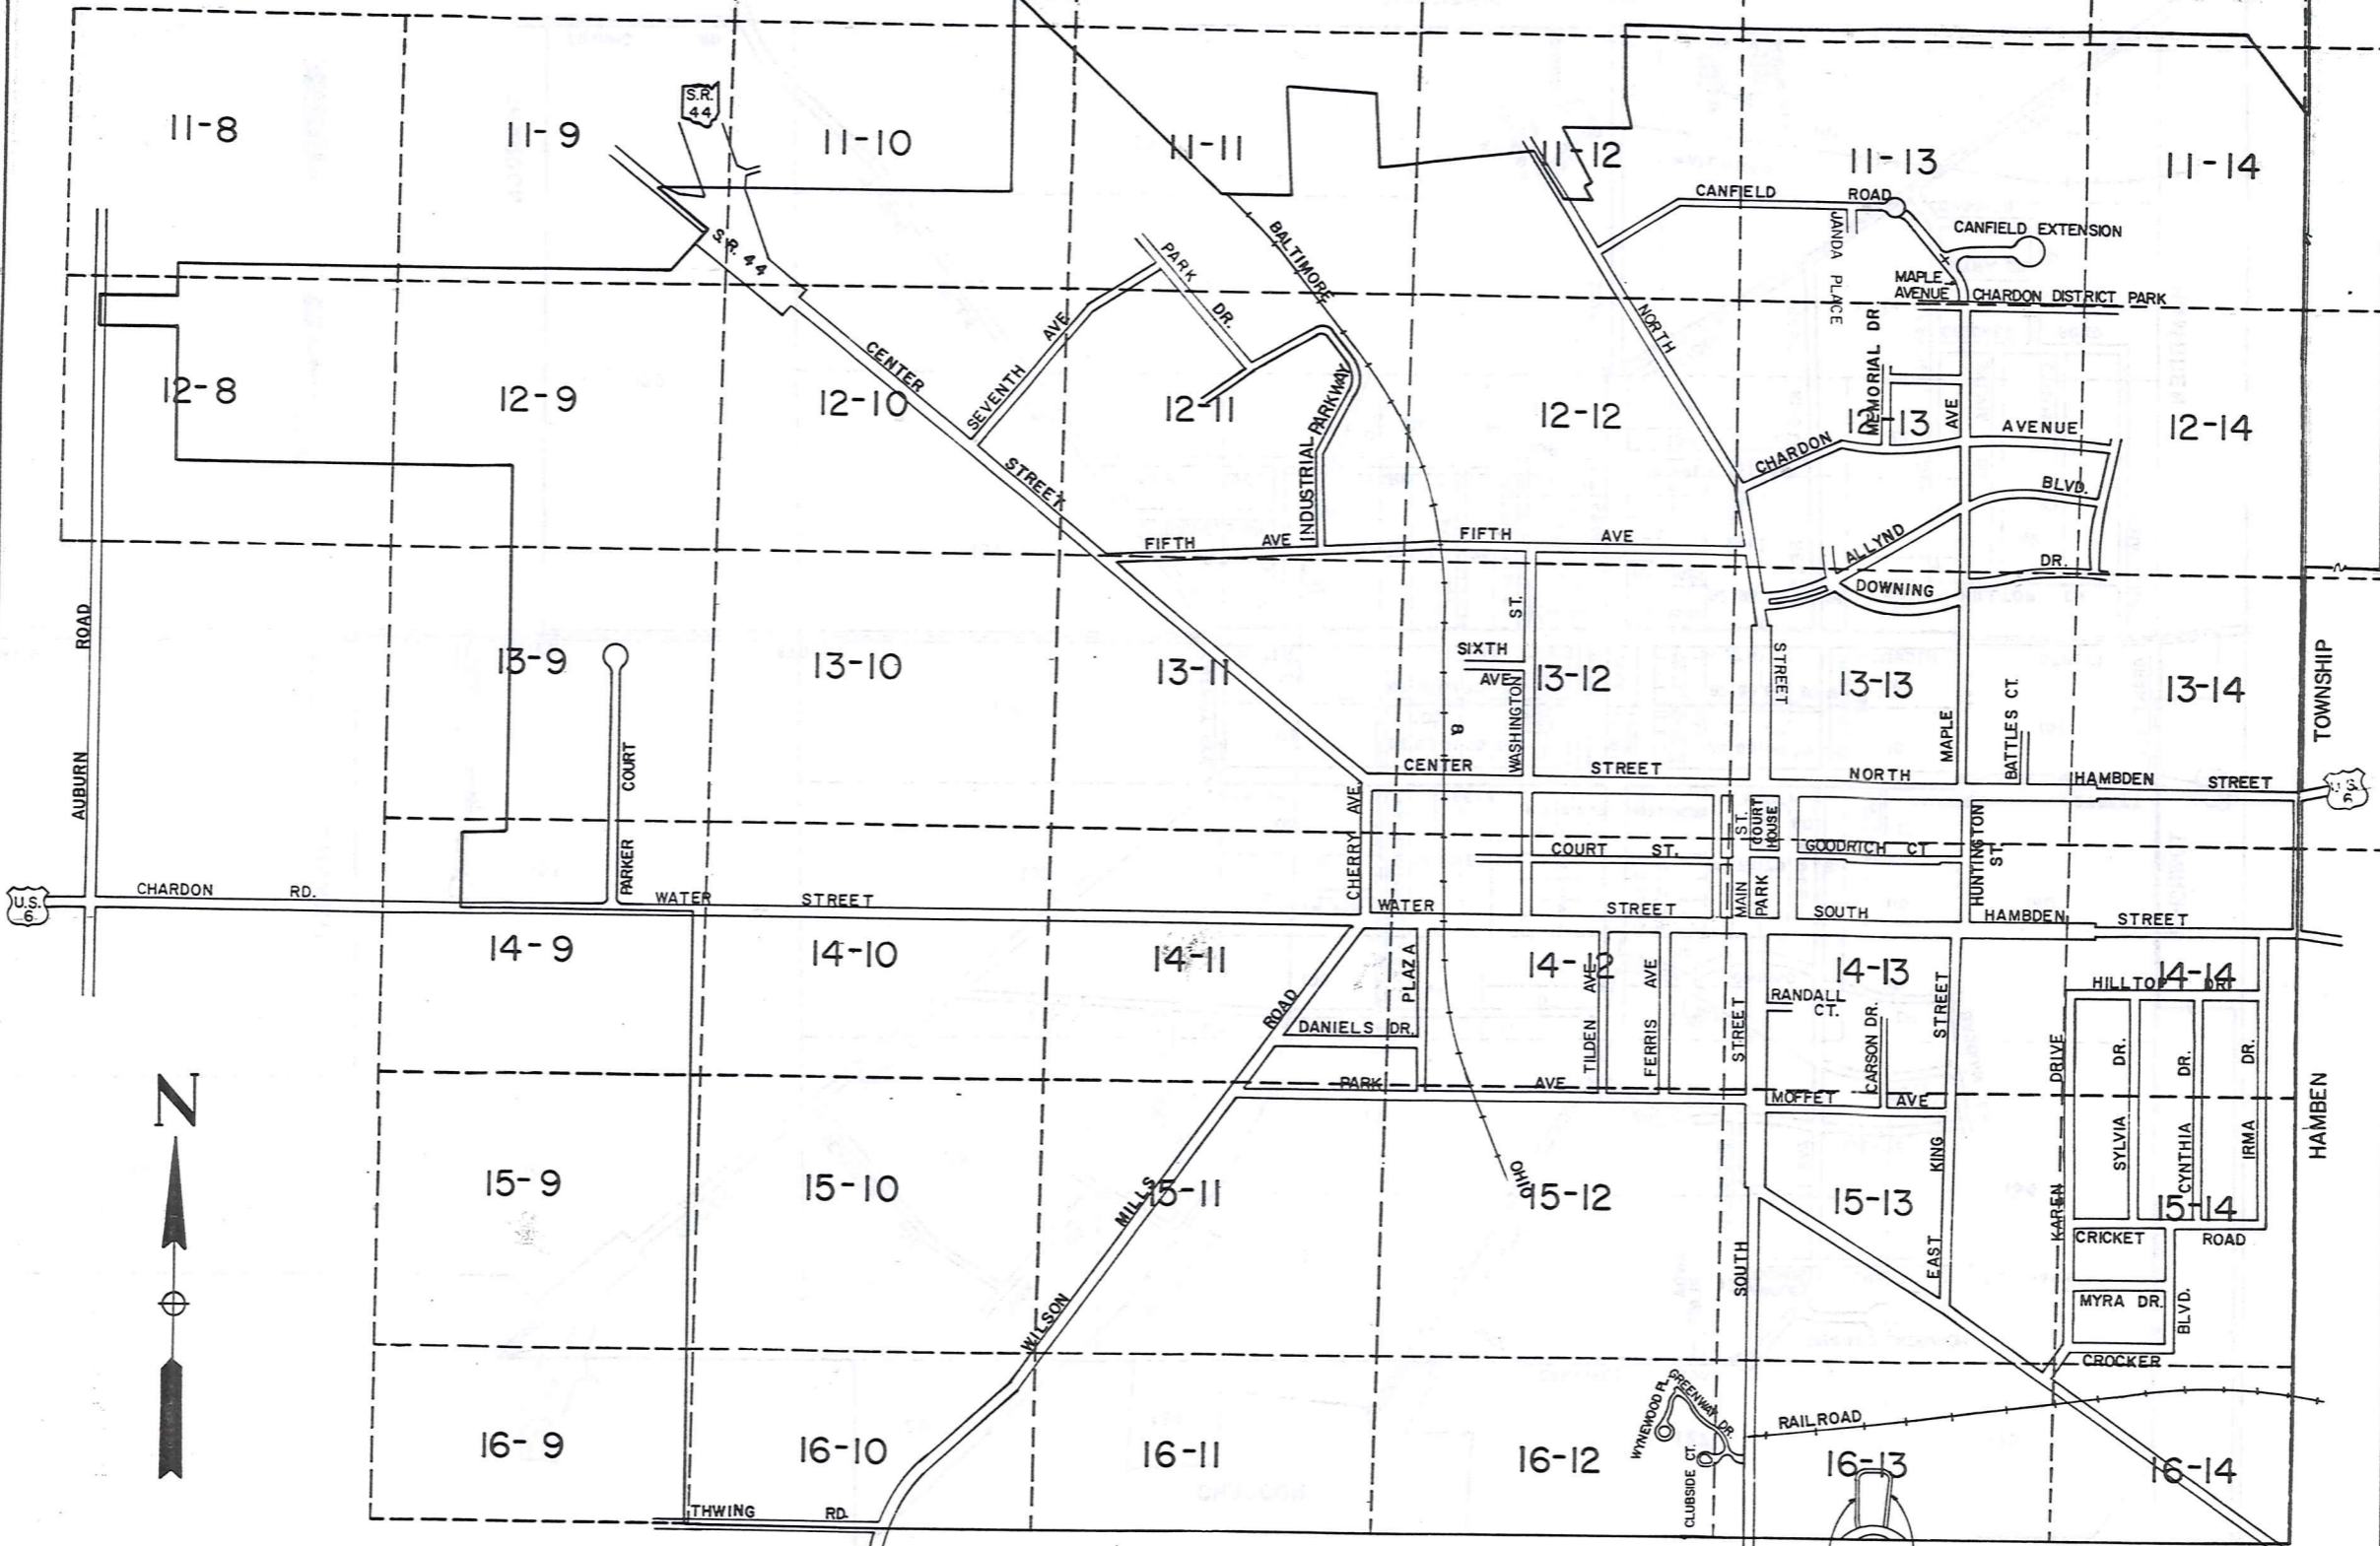 11-8
11-9
S.R.
44
11-10
11-11
11-12
11-13
11-14
CANFIELD ROAD
JANDA PLACE
CANFIELD EXTENSION
MAPLE
AVENUE
CHARDON DISTRICT PARK
S.R. 44
BALTIMORE
PARK DR.
NORTH
12-8
12-9
12-10
12-11
12-12
12-13
12-14
CENTER
STREET
SEVENTH AVE
INDUSTRIAL PARKWAY
MEMORIAL DR
AVE
CHARDON
AVENUE
ALLYND
BLVD.
FIFTH AVE
FIFTH AVE
DOWNING
DR.
ST.
SIXTH
AVE
WASHINGTON
STREET
&
13-9
13-10
13-11
13-12
13-13
13-14
AUBURN ROAD
PARKER COURT
MAPLE
BATTLES CT.
TOWNSHIP
CENTER STREET
NORTH HAMBDEN STREET
U.S.
CHERRY AVE
MAIN ST.
COURT
HOUSE
PARK
COURT ST.
GOODRICH CT
HUNTINGTON
ST.
U.S.
6
CHARDON RD.
WATER STREET
WATER STREET
SOUTH HAMBDEN STREET
14-9
14-10
14-11
14-12
14-13
14-14
PLAZA
ROAD
DANIELS DR.
TILDEN AVE
FERRIS AVE
STREET
RANDALL
CT.
CARSON DR.
STREET
HILLTOP DR.
DRIVE
SYLVIA DR.
CYNTHIA DR.
IRMA DR.
PARK AVE
MOFFET AVE
N
HAMBEN
15-9
15-10
15-11
15-12
15-13
15-14
OHIO
MILLS
WILSON
SOUTH
EAST KING
KAREN
CRICKET ROAD
MYRA DR.
BLVD.
CROCKER
WYNEWOOD PL.
GREENWAY DR.
RAILROAD
CLUBSIDE CT.
16-9
16-10
16-11
16-12
16-13
16-14
THWING RD.